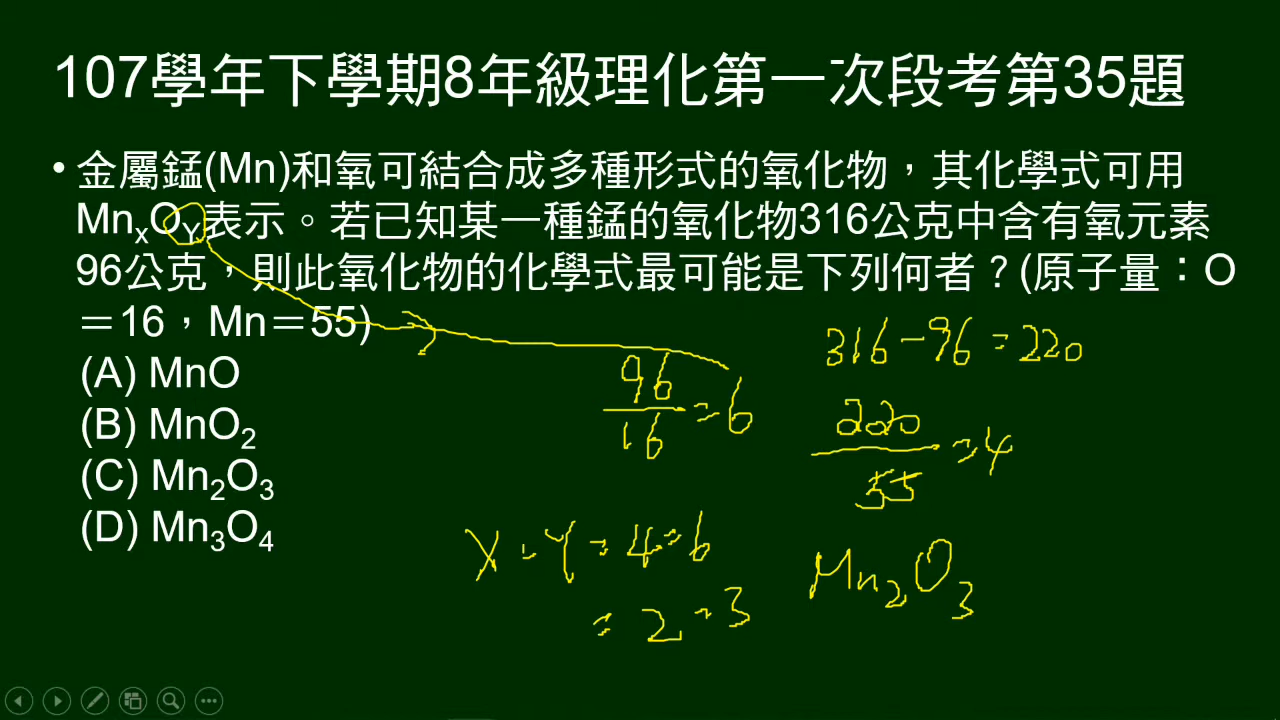 107學年下學期8年級理化第一次段考第35題
• 金屬錳(Mn)和氧可結合成多種形式的氧化物，其化學式可用
MnxOY表示。若已知某一種錳的氧化物316公克中含有氧元素
96公克，則此氧化物的化學式最可能是下列何者？(原子量：O
＝16，Mn＝55)
(A) MnO
(B) MnO2
(C) Mn2O3
(D) Mn3O4
316-96=220
96/16=6
220/55=4
X:Y=4:6
=2:3
Mn2O3